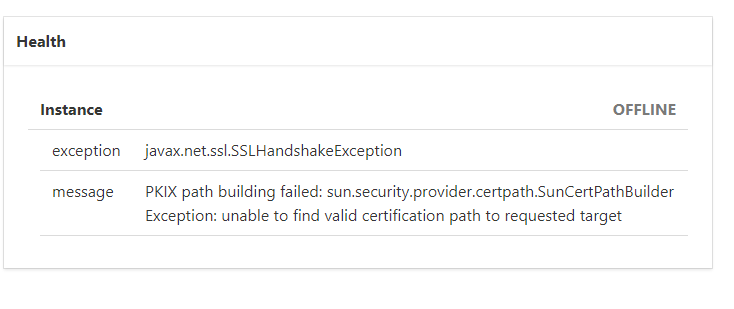 Health
Instance OFFLINE
exception javax.net.ssl.SSLHandshakeException
message PKIX path building failed: sun.security.provider.certpath.SunCertPathBuilder
Exception: unable to find valid certification path to requested target